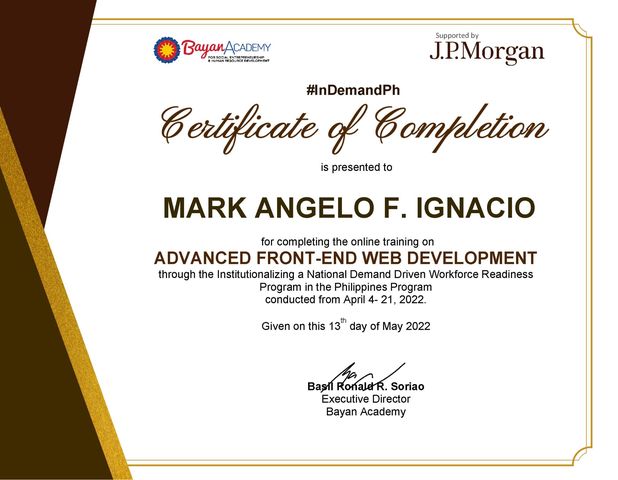 BayanAcademy
FOR SOCIAL ENTREPRENEURSHIP
& HUMAN RESOURCE DEVELOPMENT
Supported by
J.P.Morgan
#InDemandPh
Certificate of Completion
is presented to
MARK ANGELO F. IGNACIO
for completing the online training on
ADVANCED FRONT-END WEB DEVELOPMENT
through the Institutionalizing a National Demand Driven Workforce Readiness
Program in the Philippines Program
conducted from April 4- 21, 2022.
Given on this 13th day of May 2022
Basil Ronald R. Soriao
Executive Director
Bayan Academy